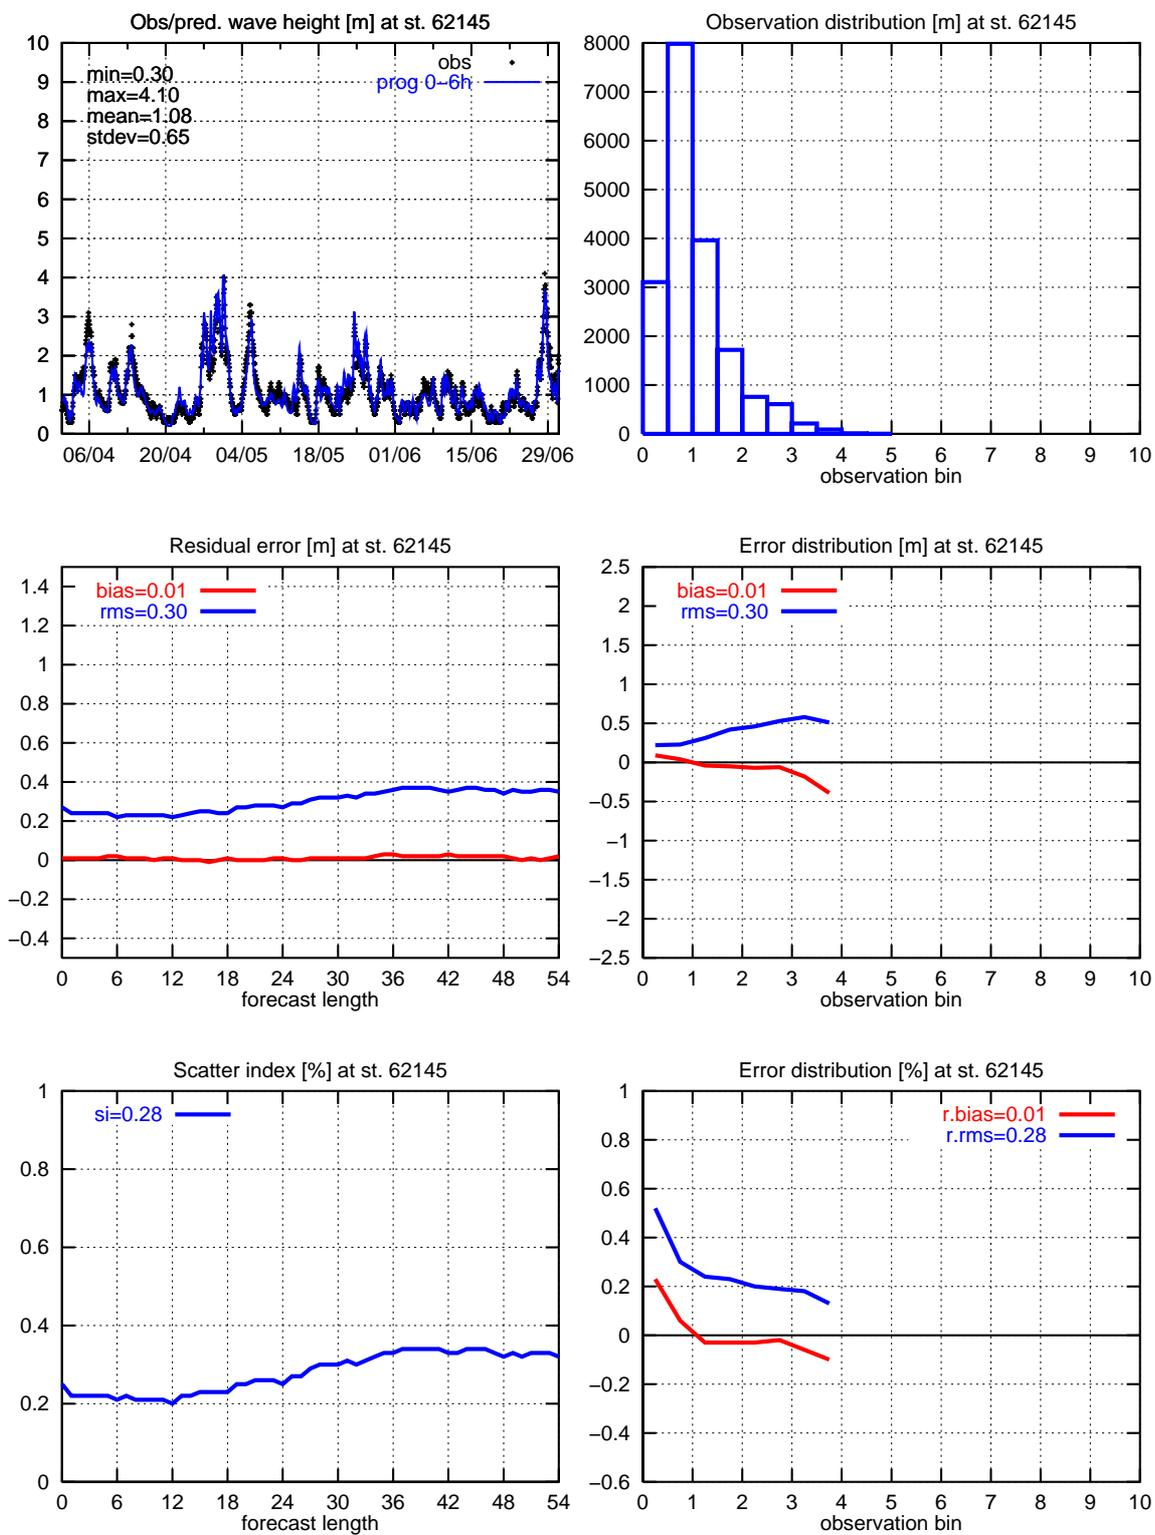 Obs/pred. wave height [m] at st. 62145
10
9
8
7
6
5
4
3
2
1
0
min=0.30
max=4.10
mean=1.08
stdev=0.65
obs
prog 0–6h
06/04 20/04 04/05 18/05 01/06 15/06 29/06
Observation distribution [m] at st. 62145
8000
7000
6000
5000
4000
3000
2000
1000
0
0 1 2 3 4 5 6 7 8 9 10
observation bin
Residual error [m] at st. 62145
1.4
1.2
1
0.8
0.6
0.4
0.2
0
−0.2
−0.4
bias=0.01
rms=0.30
0 6 12 18 24 30 36 42 48 54
forecast length
Error distribution [m] at st. 62145
2.5
2
1.5
1
0.5
0
−0.5
−1
−1.5
−2
−2.5
bias=0.01
rms=0.30
0 1 2 3 4 5 6 7 8 9 10
observation bin
Scatter index [%] at st. 62145
1
0.8
0.6
0.4
0.2
0
si=0.28
0 6 12 18 24 30 36 42 48 54
forecast length
Error distribution [%] at st. 62145
1
0.8
0.6
0.4
0.2
0
−0.2
−0.4
−0.6
r.bias=0.01
r.rms=0.28
0 1 2 3 4 5 6 7 8 9 10
observation bin